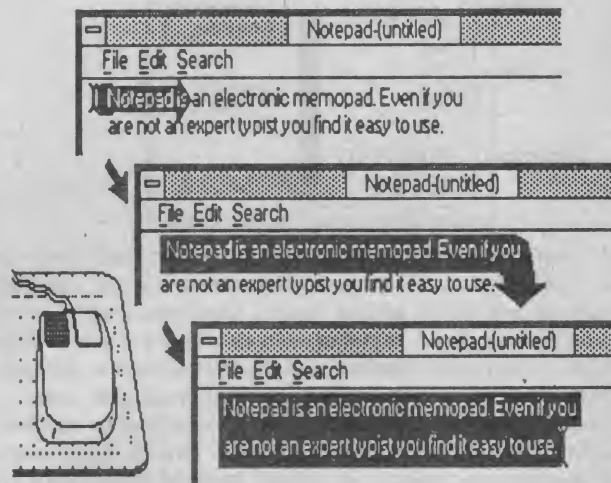 Notepad-(untitled)
File Edit Search
Notepad is an electronic memopad. Even if you
are not an expert typist you find it easy to use.
Notepad-(untitled)
File Edit Search
Notepad is an electronic memopad. Even if you
are not an expert typist you find it easy to use.
Notepad-(untitled)
File Edit Search
Notepad is an electronic memopad. Even if you
are not an expert typist you find it easy to use.